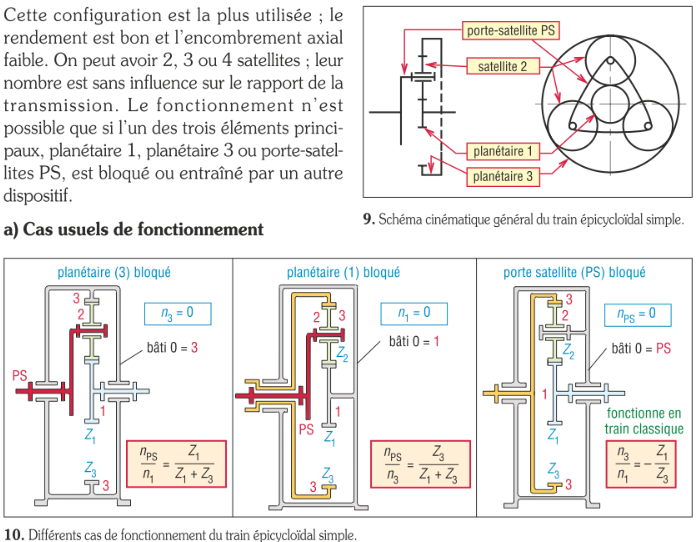 Cette configuration est la plus utilisée ; le
rendement est bon et l'encombrement axial
faible. On peut avoir 2, 3 ou 4 satellites ; leur
nombre est sans influence sur le rapport de la
transmission. Le fonctionnement n'est
possible que si l'un des trois éléments princi-
paux, planétaire 1, planétaire 3 ou porte-satel-
lites PS, est bloqué ou entraîné par un autre
dispositif.
porte-satellite PS
satellite 2
planétaire 1
planétaire 3
9. Schéma cinématique général du train épicycloïdal simple.
a) Cas usuels de fonctionnement
planétaire (3) bloqué
3
2
n3 = 0
bâti 0 = 3
PS
1
Z1
Z3
3
nPS / n1 = Z1 / (Z1 + Z3)
planétaire (1) bloqué
2
3
n1 = 0
bâti 0 = 1
Z2
1
PS
Z1
Z3
3
nPS / n3 = Z3 / (Z1 + Z3)
porte satellite (PS) bloqué
3
2
nPS = 0
Z2
bâti 0 = PS
1
Z1
fonctionne en
train classique
Z3
3
n3 / n1 = - Z1 / Z3
10. Différents cas de fonctionnement du train épicycloïdal simple.